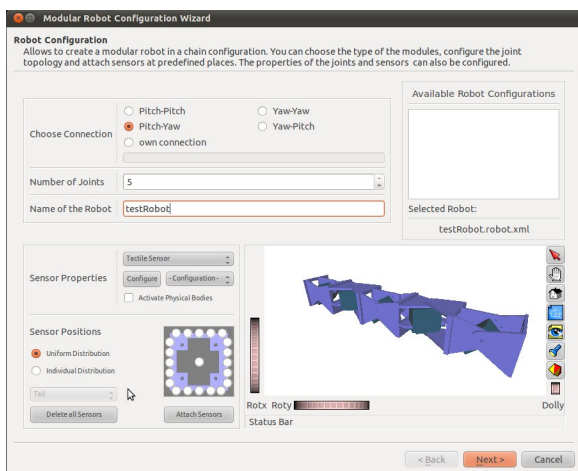 Modular Robot Configuration Wizard
Robot Configuration
Allows to create a modular robot in a chain configuration. You can choose the type of the modules, configure the joint
topology and attach sensors at predefined places. The properties of the joints and sensors can also be configured.
Available Robot Configurations
Choose Connection
Pitch-Pitch
Yaw-Yaw
Pitch-Yaw
Yaw-Pitch
own connection
Number of Joints
5
Name of the Robot
testRobot
Selected Robot:
testRobot.robot.xml
Sensor Properties
Tactile Sensor
Configure
- Configuration -
Activate Physical Bodies
Sensor Positions
Uniform Distribution
Individual Distribution
Tail
Delete all Sensors
Attach Sensors
Rotx Roty
Dolly
Status Bar
< Back
Next >
Cancel